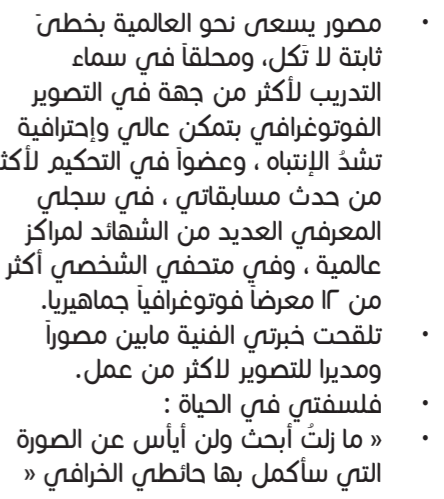 • مصور يسعى نحو العالمية بخطىً
ثابتة لا تَكل، ومحلقاً في سماء
التدريب لأكثر من جهة في التصوير
الفوتوغرافي بتمكن عالي وإحترافية
تشدُ الإنتباه ، وعضواً في التحكيم لأكثر
من حدث مسابقاتي ، في سجلي
المعرفي العديد من الشهائد لمراكز
عالمية ، وفي متحفي الشخصي أكثر
من ١٢ معرضاً فوتوغرافياً جماهيريا.
• تلقحت خبرتي الفنية مابين مصوراً
ومديرا للتصوير لاكثر من عمل.
• فلسفتي في الحياة :
• « ما زلتُ أبحث ولن أيأس عن الصورة
التي سأكمل بها حائطي الخرافي «